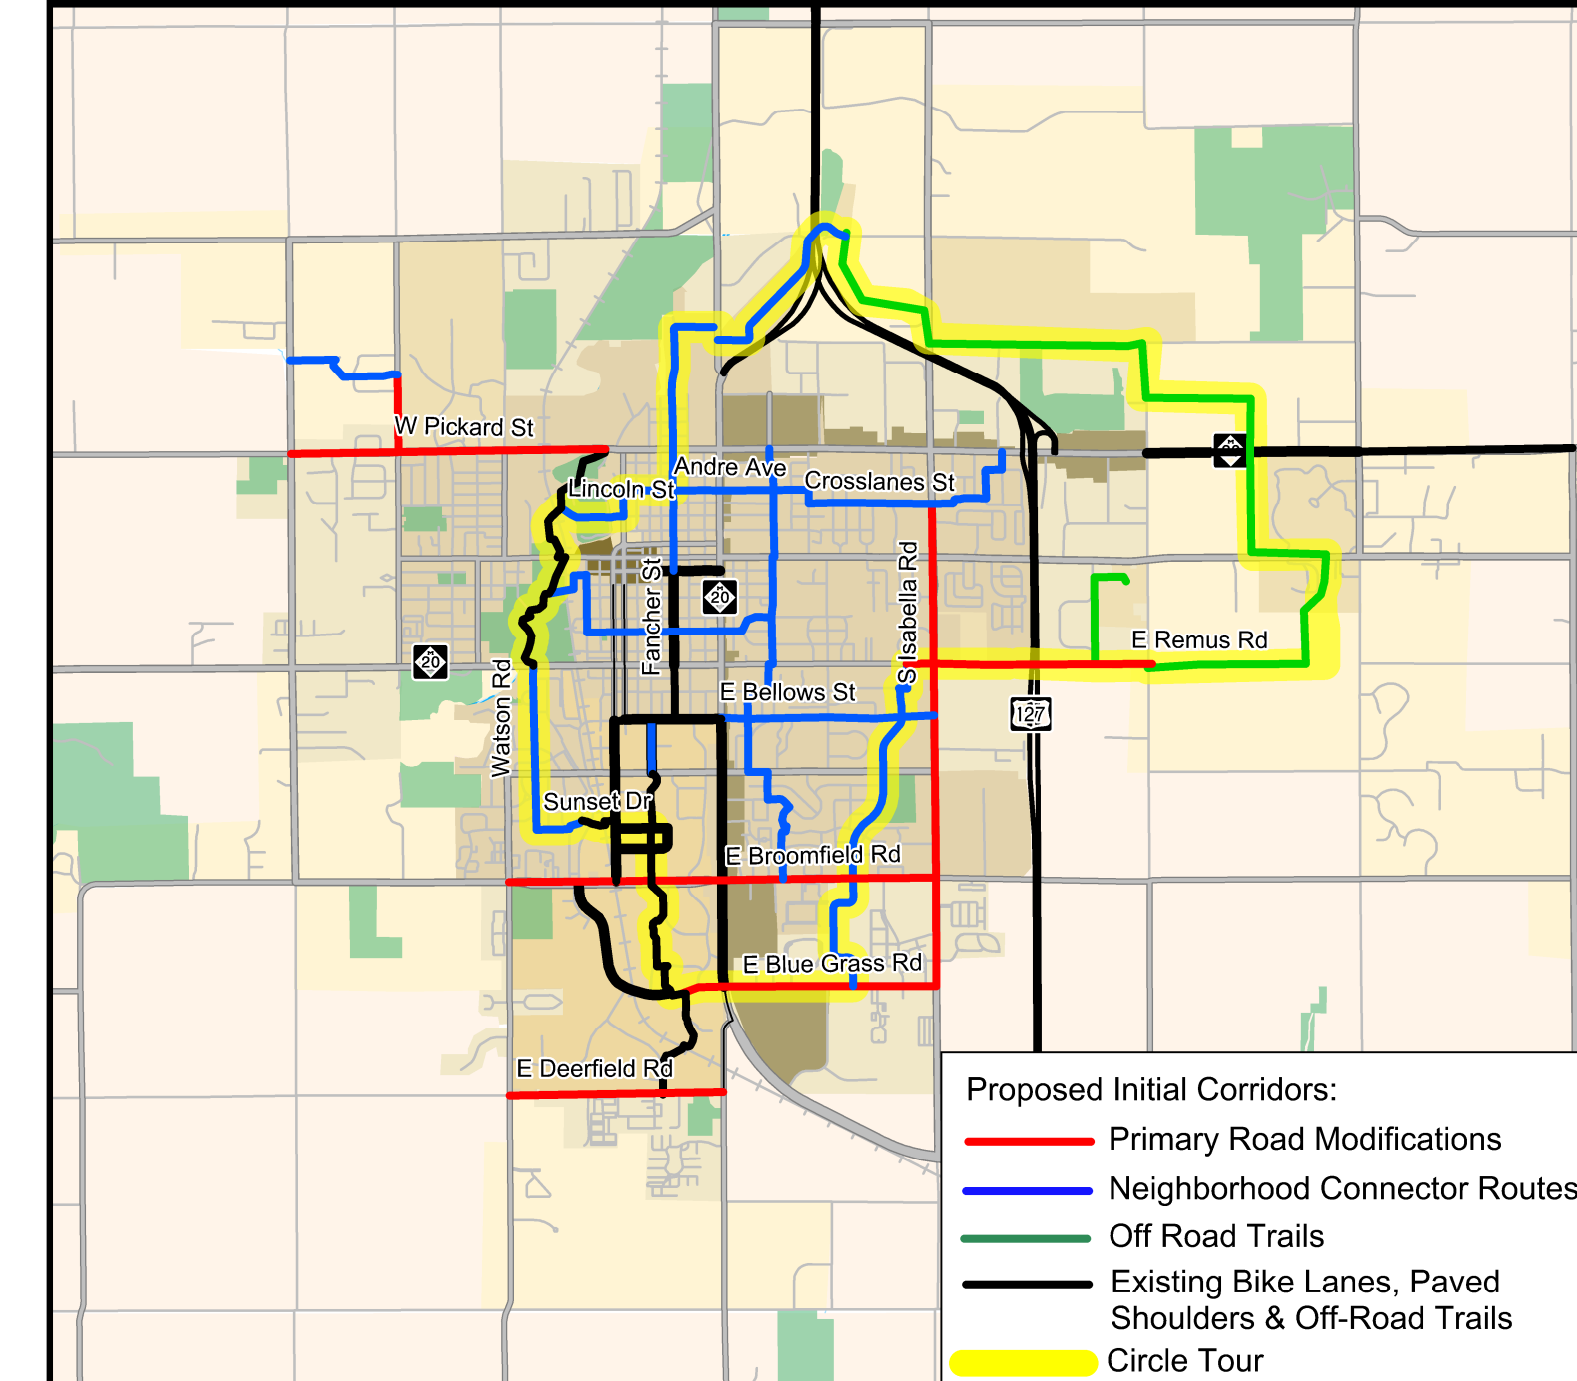 W Pickard St
Andre Ave
Crosslanes St
Lincoln St
S Isabella Rd
Fancher St
M
20
E Remus Rd
M
20
Watson Rd
E Bellows St
127
Sunset Dr
E Broomfield Rd
E Blue Grass Rd
E Deerfield Rd
Proposed Initial Corridors:
Primary Road Modifications
Neighborhood Connector Routes
Off Road Trails
Existing Bike Lanes, Paved
Shoulders & Off-Road Trails
Circle Tour